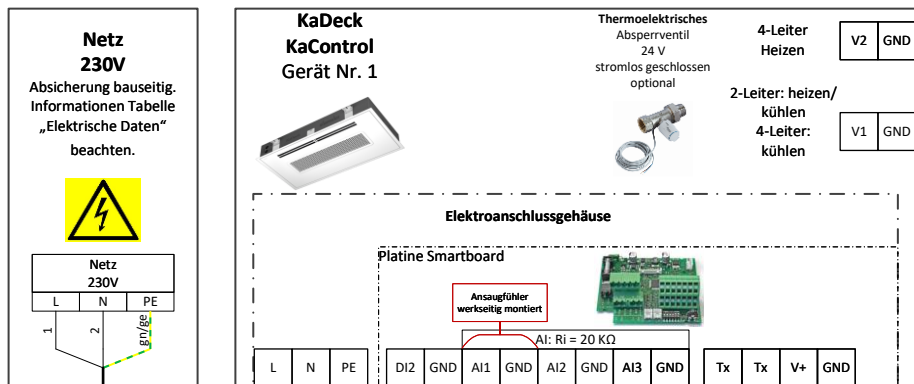 Netz
230V
Absicherung bauseitig.
Informationen Tabelle
„Elektrische Daten“
beachten.
Netz
230V
L N PE
1 2 gn/ge
KaDeck
KaControl
Gerät Nr. 1
Thermoelektrisches
Absperrventil
24 V
stromlos geschlossen
optional
4-Leiter
Heizen
V2 GND
2-Leiter: heizen/
kühlen
4-Leiter:
kühlen
V1 GND
Elektroanschlussgehäuse
Platine Smartboard
Ansaugfühler
werkseitig montiert
AI: Ri = 20 KΩ
L N PE DI2 GND AI1 GND AI2 GND AI3 GND Tx Tx V+ GND